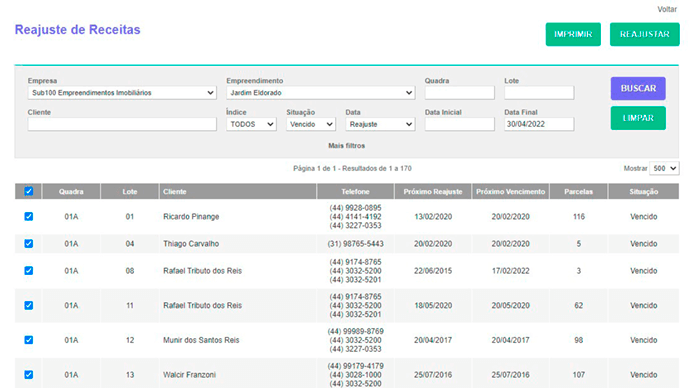 Voltar
Reajuste de Receitas
IMPRIMIR REAJUSTAR
Empresa Empreendimento Quadra Lote
Sub100 Empreendimentos Imobiliários Jardim Eldorado BUSCAR
Cliente Índice Situação Data Data Inicial Data Final
TODOS Vencido Reajuste 30/04/2022 LIMPAR
Mais filtros
Página 1 de 1 - Resultados de 1 a 170 Mostrar 500
Quadra Lote Cliente Telefone Próximo Reajuste Próximo Vencimento Parcelas Situação
(44) 9928-0895
01A 01 Ricardo Pinange (44) 4141-4192 13/02/2020 20/02/2020 116 Vencido
(44) 3227-0353
01A 04 Thiago Carvalho (31) 98765-5443 20/02/2020 20/02/2020 5 Vencido
(44) 9174-8765
01A 08 Rafael Tributo dos Reis (44) 3032-5200 22/06/2015 17/02/2022 3 Vencido
(44) 3032-5201
(44) 9174-8765
01A 11 Rafael Tributo dos Reis (44) 3032-5200 18/05/2020 20/05/2020 62 Vencido
(44) 3032-5201
(44) 99989-8769
01A 12 Munir dos Santos Reis (44) 3032-5200 20/04/2017 20/04/2017 98 Vencido
(44) 3227-0353
(44) 99179-4179
01A 13 Walcir Franzoni (44) 3028-1000 25/07/2016 25/07/2016 107 Vencido
(44) 3032-5200